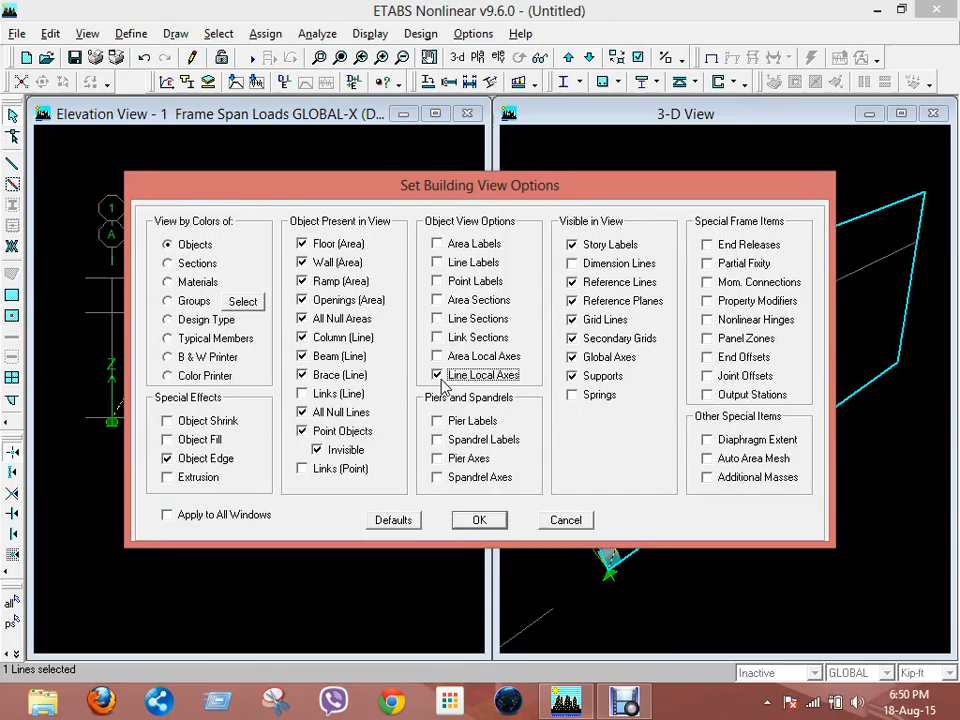 ETABS Nonlinear v9.6.0 - (Untitled)
File Edit View Define Draw Select Assign Analyze Display Design Options Help
Elevation View - 1 Frame Span Loads GLOBAL-X (D...
3-D View
Set Building View Options
View by Colors of:
Objects
Sections
Materials
Groups
Select
Design Type
Typical Members
B & W Printer
Color Printer
Special Effects
Object Shrink
Object Fill
Object Edge
Extrusion
Apply to All Windows
Object Present in View
Floor (Area)
Wall (Area)
Ramp (Area)
Openings (Area)
All Null Areas
Column (Line)
Beam (Line)
Brace (Line)
Links (Line)
All Null Lines
Point Objects
Invisible
Links (Point)
Object View Options
Area Labels
Line Labels
Point Labels
Area Sections
Line Sections
Link Sections
Area Local Axes
Line Local Axes
Piers and Spandrels
Pier Labels
Spandrel Labels
Pier Axes
Spandrel Axes
Visible in View
Story Labels
Dimension Lines
Reference Lines
Reference Planes
Grid Lines
Secondary Grids
Global Axes
Supports
Springs
Special Frame Items
End Releases
Partial Fixity
Mom. Connections
Property Modifiers
Nonlinear Hinges
Panel Zones
End Offsets
Joint Offsets
Output Stations
Other Special Items
Diaphragm Extent
Auto Area Mesh
Additional Masses
Defaults
OK
Cancel
1
A
Z
3-d
all
ps
1 Lines selected
Inactive
GLOBAL
Kip-ft
6:50 PM
18-Aug-15